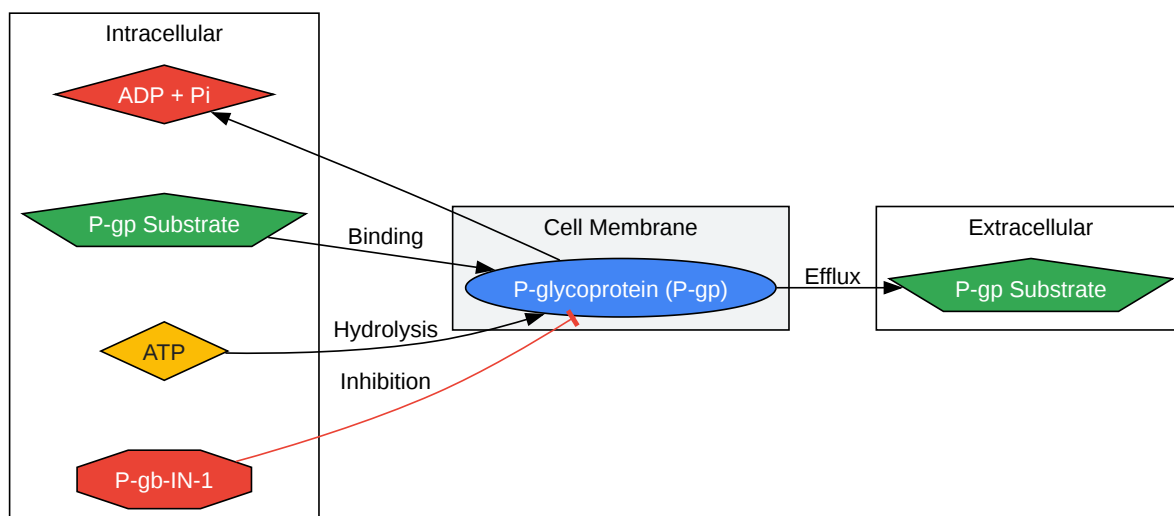 Intracellular
ADP + Pi
P-gp Substrate
Binding
Cell Membrane
P-glycoprotein (P-gp)
Efflux
Extracellular
P-gp Substrate
Hydrolysis
ATP
Inhibition
P-gb-IN-1